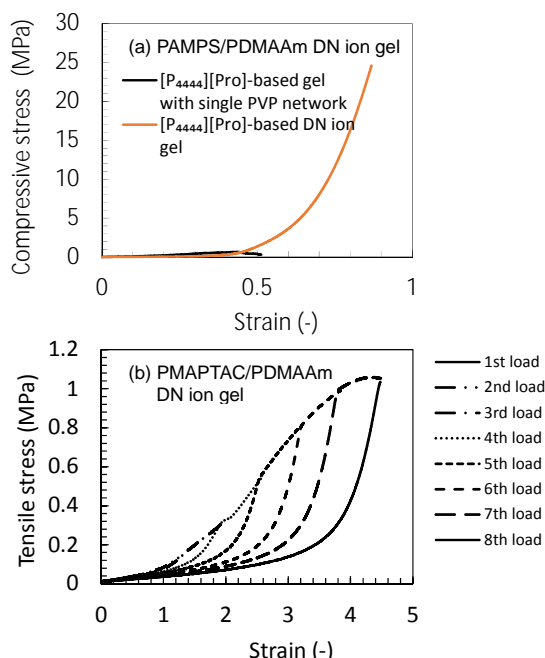 (a) PAMPS/PDMAAm DN ion gel
[P₄₄₄₄][Pro]-based gel
with single PVP network
[P₄₄₄₄][Pro]-based DN ion
gel
Compressive stress (MPa)
30
25
20
15
10
5
0
0
0.5
1
Strain (-)
(b) PMAPTAC/PDMAAm
DN ion gel
Tensile stress (MPa)
1.2
1
0.8
0.6
0.4
0.2
0
0
1
2
3
4
5
Strain (-)
1st load
2nd load
3rd load
4th load
5th load
6th load
7th load
8th load